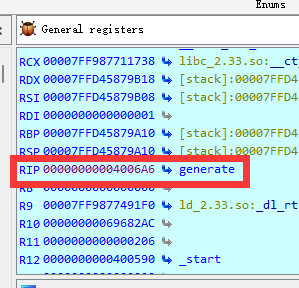 Enums
General registers
RCX 00007FF987711738 libc_2.33.so:__ct
RDX 00007FFD45879B18 [stack]:00007FFD4
RSI 00007FFD45879B08 [stack]:00007FFD4
RDI 0000000000000001
RBP 00007FFD45879A10 [stack]:00007FFD4
RSP 00007FFD45879A10 [stack]:00007FFD4
RIP 00000000004006A6 generate
R8 0000000000000000
R9 00007FF9877491F0 ld_2.33.so:_dl_rt
R10 00000000069682AC
R11 0000000000000206
R12 0000000000400590 _start